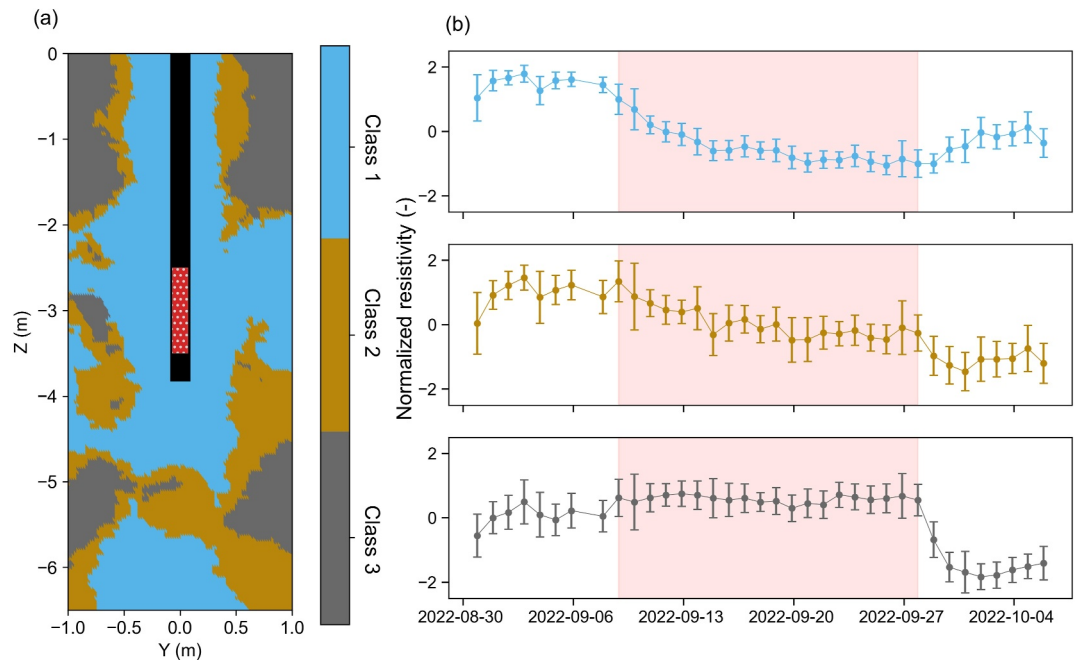 (a)
(b)
0
−1
−2
−3
−4
−5
−6
Z (m)
−1.0 −0.5 0.0 0.5 1.0
Y (m)
Class 1
Class 2
Class 3
Normalized resistivity (-)
2
0
−2
2
0
−2
2
0
−2
2022-08-30 2022-09-06 2022-09-13 2022-09-20 2022-09-27 2022-10-04